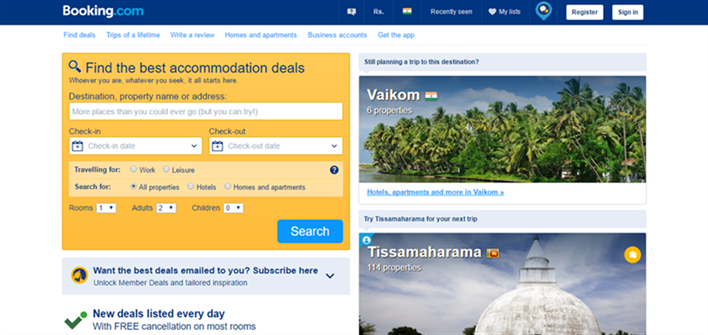 Booking.com
Rs.
Recently seen
My lists
Register
Sign in
Find deals
Trips of a lifetime
Write a review
Homes and apartments
Business accounts
Get the app
Find the best accommodation deals
Whoever you are, whatever you seek, it all starts here.
Destination, property name or address:
More places than you could ever go (but you can try!)
Check-in
Check-out
Check-in date
Check-out date
Travelling for:
Work
Leisure
?
Search for:
All properties
Hotels
Homes and apartments
Rooms 1
Adults 2
Children 0
Search
Want the best deals emailed to you? Subscribe here
Unlock Member Deals and tailored inspiration
New deals listed every day
With FREE cancellation on most rooms
Still planning a trip to this destination?
Vaikom
6 properties
Hotels, apartments and more in Vaikom »
Try Tissamaharama for your next trip
Tissamaharama
114 properties